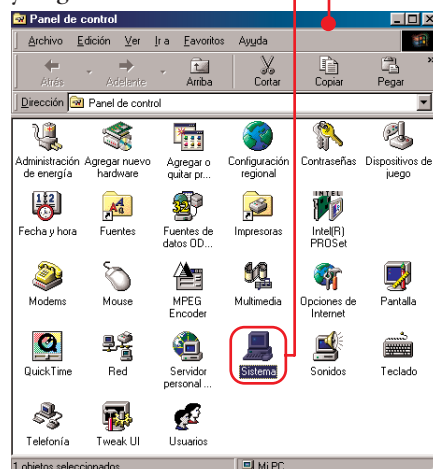 Panel de control
Archivo Edición Ver Ir a Favoritos Ayuda
Atrás Adelante Arriba Cortar Copiar Pegar
Dirección Panel de control
Administración de energía
Agregar nuevo hardware
Agregar o quitar pr...
Configuración regional
Contraseñas
Dispositivos de juego
Fecha y hora
Fuentes
Fuentes de datos OD...
Impresoras
INTEL
Intel(R) PROSet
Modems
Mouse
MPEG Encoder
Multimedia
Opciones de Internet
Pantalla
QuickTime
Red
Servidor personal ...
Sistema
Sonidos
Teclado
Telefonía
Tweak UI
Usuarios
1 objetos seleccionados
Mi PC